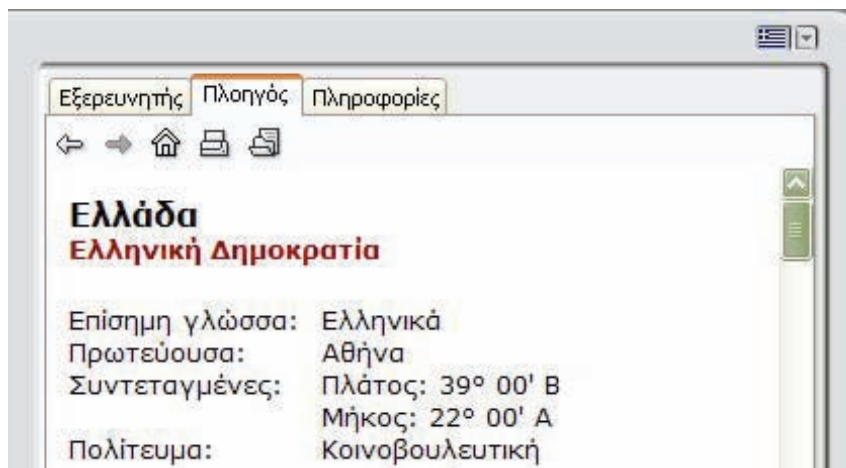 Εξερευνητής Πλοηγός Πληροφορίες
Ελλάδα
Ελληνική Δημοκρατία
Επίσημη γλώσσα: Ελληνικά
Πρωτεύουσα: Αθήνα
Συντεταγμένες: Πλάτος: 39° 00' Β
Μήκος: 22° 00' Α
Πολίτευμα: Κοινοβουλευτική